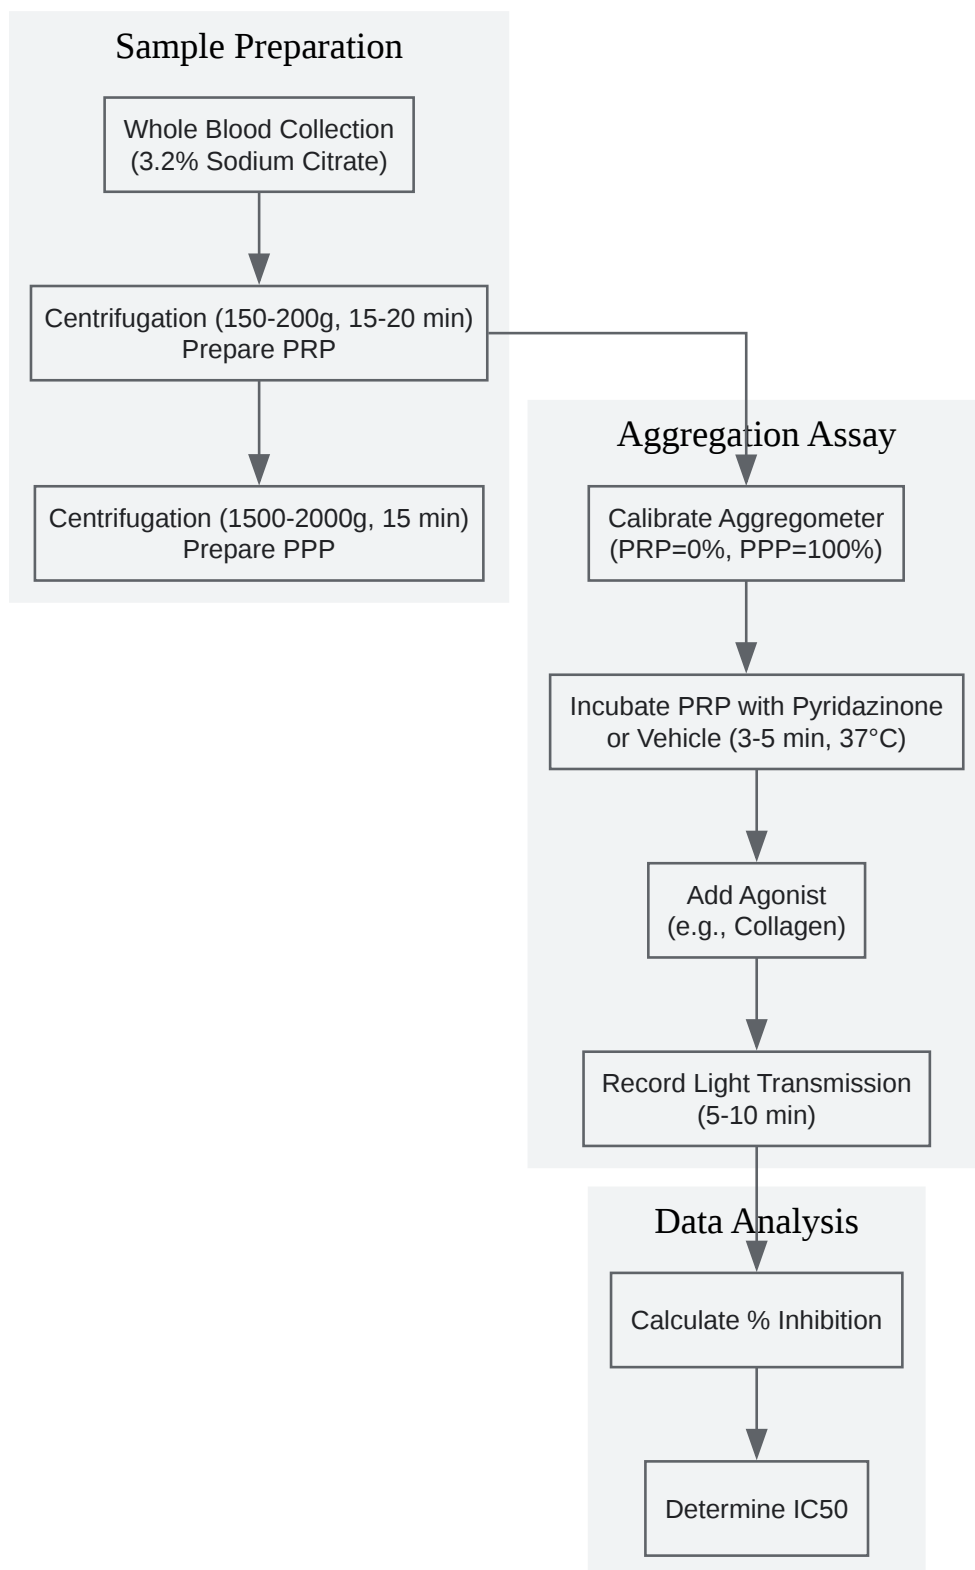 Sample Preparation
Whole Blood Collection
(3.2% Sodium Citrate)
Centrifugation (150-200g, 15-20 min)
Prepare PRP
Centrifugation (1500-2000g, 15 min)
Prepare PPP
Aggregation Assay
Calibrate Aggregometer
(PRP=0%, PPP=100%)
Incubate PRP with Pyridazinone
or Vehicle (3-5 min, 37°C)
Add Agonist
(e.g., Collagen)
Record Light Transmission
(5-10 min)
Data Analysis
Calculate % Inhibition
Determine IC50